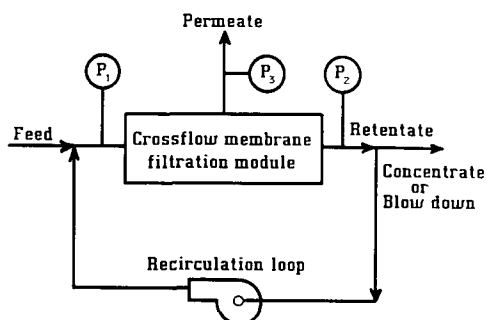 Permeate
P1
P3
P2
Feed
Crossflow membrane
filtration module
Retentate
Concentrate
or
Blow down
Recirculation loop